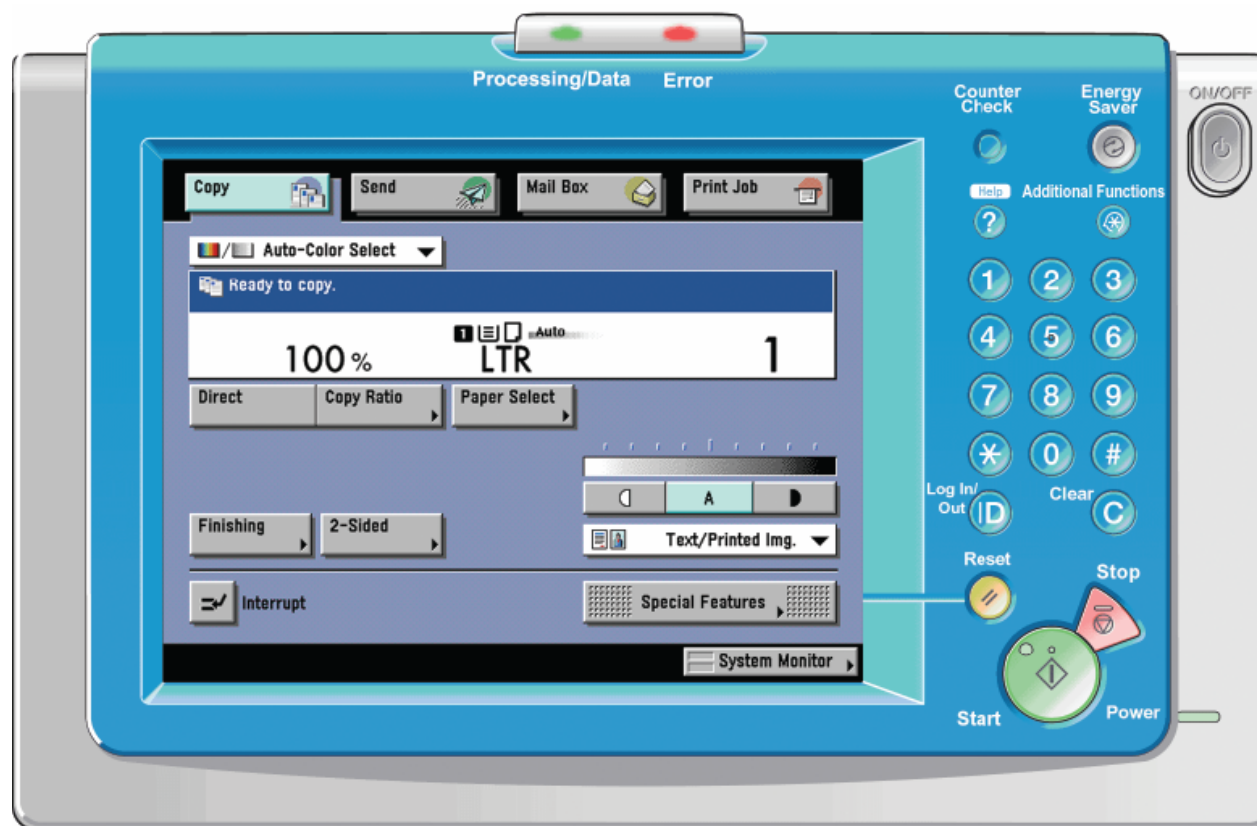 Processing/Data Error
Counter
Check
Energy
Saver
ON/OFF
Copy
Send
Mail Box
Print Job
Help
Additional Functions
?
Auto-Color Select
Ready to copy.
1 2 3
1 Auto
100 % LTR 1
4 5 6
Direct
Copy Ratio
Paper Select
7 8 9
* 0 #
A
Log In/
Out
ID
Clear
C
Finishing
2-Sided
Text/Printed Img.
Reset
Stop
Interrupt
Special Features
System Monitor
Start
Power